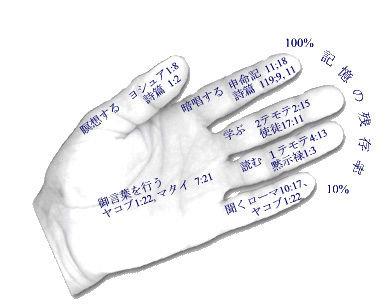 100%
記憶の残存率
10%
瞑想する ヨシュア1:8
詩篇 1:2
暗唱する 申命記 11:18
詩篇 119:9, 11
学ぶ 2テモテ2:15
使徒17:11
読む 1テモテ4:13
黙示禄1:3
聞くローマ10:17、
ヤコブ1:22
御言葉を行う
ヤコブ1:22, マタイ 7:21